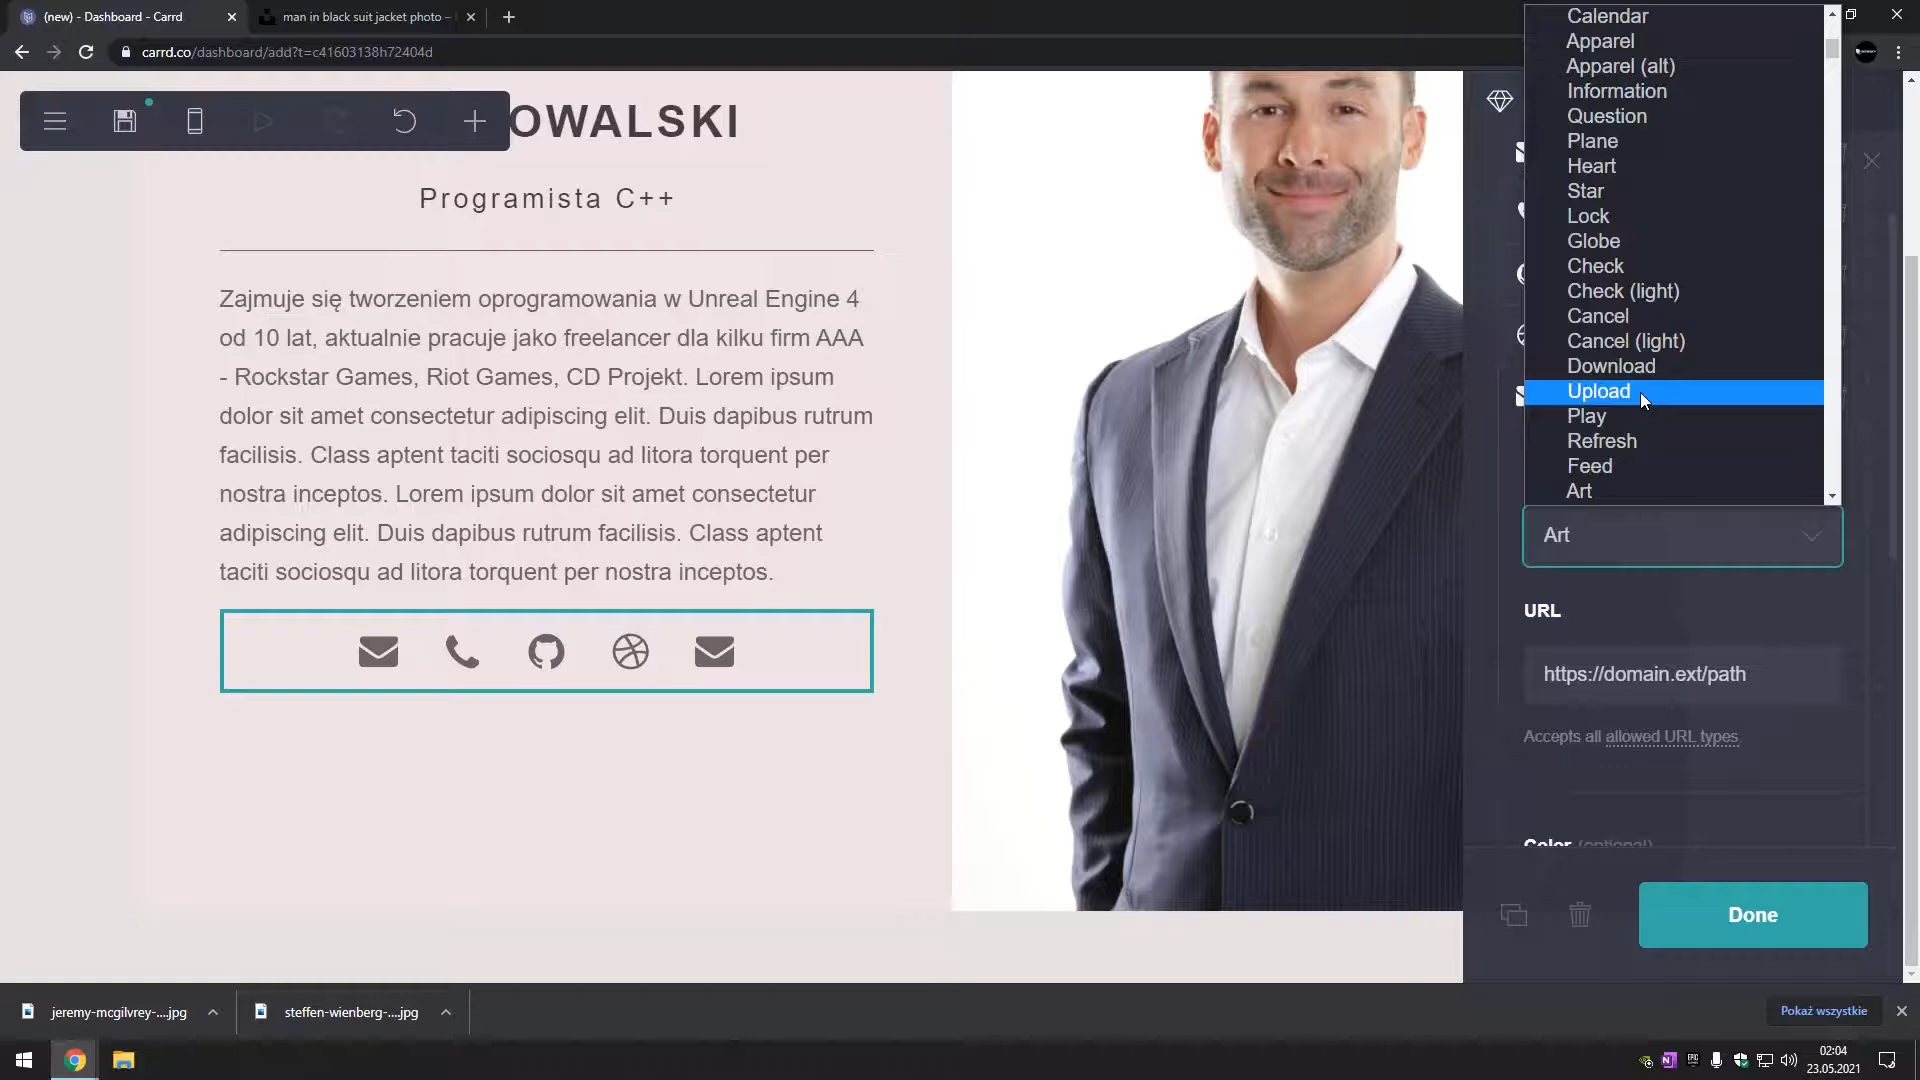 (new) - Dashboard - Carrd
man in black suit jacket photo –
carrd.co/dashboard/add?t=c41603138h72404d
OWALSKI
Programista C++
Zajmuje się tworzeniem oprogramowania w Unreal Engine 4
od 10 lat, aktualnie pracuje jako freelancer dla kilku firm AAA
- Rockstar Games, Riot Games, CD Projekt. Lorem ipsum
dolor sit amet consectetur adipiscing elit. Duis dapibus rutrum
facilisis. Class aptent taciti sociosqu ad litora torquent per
nostra inceptos. Lorem ipsum dolor sit amet consectetur
adipiscing elit. Duis dapibus rutrum facilisis. Class aptent
taciti sociosqu ad litora torquent per nostra inceptos.
Calendar
Apparel
Apparel (alt)
Information
Question
Plane
Heart
Star
Lock
Globe
Check
Check (light)
Cancel
Cancel (light)
Download
Upload
Play
Refresh
Feed
Art
Art
URL
https://domain.ext/path
Accepts all allowed URL types.
Color (optional)
Done
jeremy-mcgilvrey-....jpg
steffen-wienberg-....jpg
Pokaż wszystkie
02:04
23.05.2021